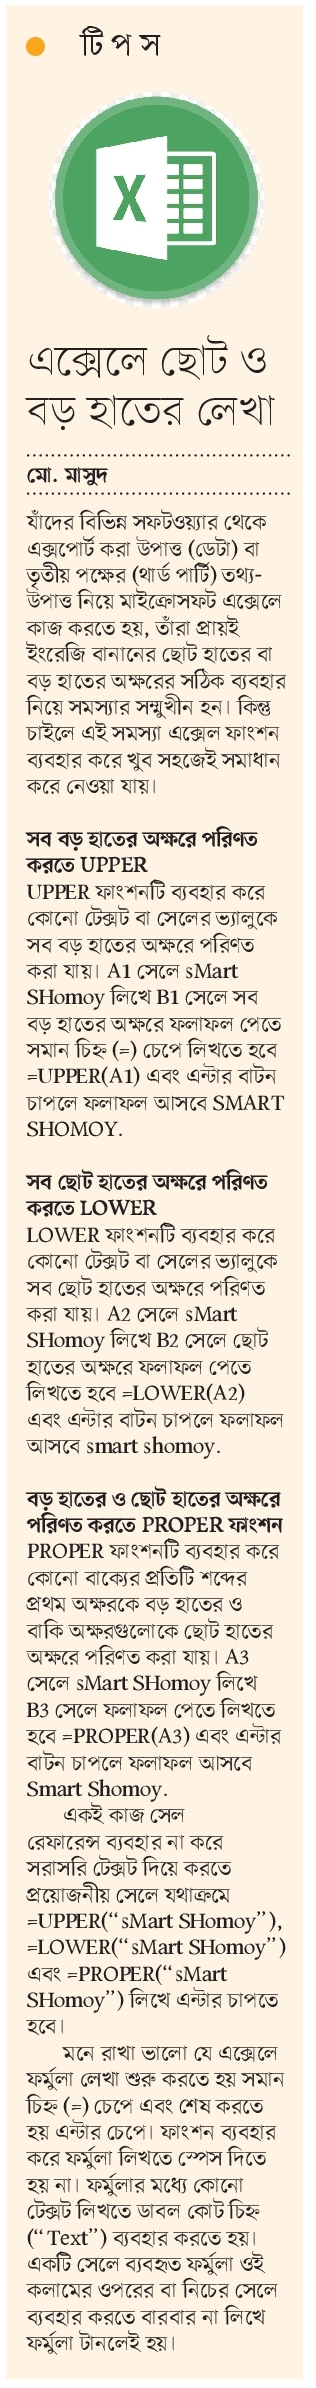 টিপস
X
এক্সেলে ছোট ও
বড় হাতের লেখা
মো. মাসুদ
যাঁদের বিভিন্ন সফটওয়্যার থেকে
এক্সপোর্ট করা উপাত্ত (ডেটা) বা
তৃতীয় পক্ষের (থার্ড পার্টি) তথ্য-
উপাত্ত নিয়ে মাইক্রোসফট এক্সেলে
কাজ করতে হয়, তাঁরা প্রায়ই
ইংরেজি বানানের ছোট হাতের বা
বড় হাতের অক্ষরের সঠিক ব্যবহার
নিয়ে সমস্যার সম্মুখীন হন। কিন্তু
চাইলে এই সমস্যা এক্সেল ফাংশন
ব্যবহার করে খুব সহজেই সমাধান
করে নেওয়া যায়।
সব বড় হাতের অক্ষরে পরিণত
করতে UPPER
UPPER ফাংশনটি ব্যবহার করে
কোনো টেক্সট বা সেলের ভ্যালুকে
সব বড় হাতের অক্ষরে পরিণত
করা যায়। A1 সেলে sMart
SHomoy লিখে B1 সেলে সব
বড় হাতের অক্ষরে ফলাফল পেতে
সমান চিহ্ন (=) চেপে লিখতে হবে
=UPPER(A1) এবং এন্টার বাটন
চাপলে ফলাফল আসবে SMART
SHOMOY.
সব ছোট হাতের অক্ষরে পরিণত
করতে LOWER
LOWER ফাংশনটি ব্যবহার করে
কোনো টেক্সট বা সেলের ভ্যালুকে
সব ছোট হাতের অক্ষরে পরিণত
করা যায়। A2 সেলে sMart
SHomoy লিখে B2 সেলে ছোট
হাতের অক্ষরে ফলাফল পেতে
লিখতে হবে =LOWER(A2)
এবং এন্টার বাটন চাপলে ফলাফল
আসবে smart shomoy.
বড় হাতের ও ছোট হাতের অক্ষরে
পরিণত করতে PROPER ফাংশন
PROPER ফাংশনটি ব্যবহার করে
কোনো বাক্যের প্রতিটি শব্দের
প্রথম অক্ষরকে বড় হাতের ও
বাকি অক্ষরগুলোকে ছোট হাতের
অক্ষরে পরিণত করা যায়। A3
সেলে sMart SHomoy লিখে
B3 সেলে ফলাফল পেতে লিখতে
হবে =PROPER(A3) এবং এন্টার
বাটন চাপলে ফলাফল আসবে
Smart Shomoy.
একই কাজ সেল
রেফারেন্স ব্যবহার না করে
সরাসরি টেক্সট দিয়ে করতে
প্রয়োজনীয় সেলে যথাক্রমে
=UPPER(“sMart SHomoy”),
=LOWER(“sMart SHomoy”)
এবং =PROPER(“sMart
SHomoy”) লিখে এন্টার চাপতে
হবে।
মনে রাখা ভালো যে এক্সেলে
ফর্মুলা লেখা শুরু করতে হয় সমান
চিহ্ন (=) চেপে এবং শেষ করতে
হয় এন্টার চেপে। ফাংশন ব্যবহার
করে ফর্মুলা লিখতে স্পেস দিতে
হয় না। ফর্মুলার মধ্যে কোনো
টেক্সট লিখতে ডাবল কোট চিহ্ন
(“Text”) ব্যবহার করতে হয়।
একটি সেলে ব্যবহৃত ফর্মুলা ওই
কলামের ওপরের বা নিচের সেলে
ব্যবহার করতে বারবার না লিখে
ফর্মুলা টানলেই হয়।